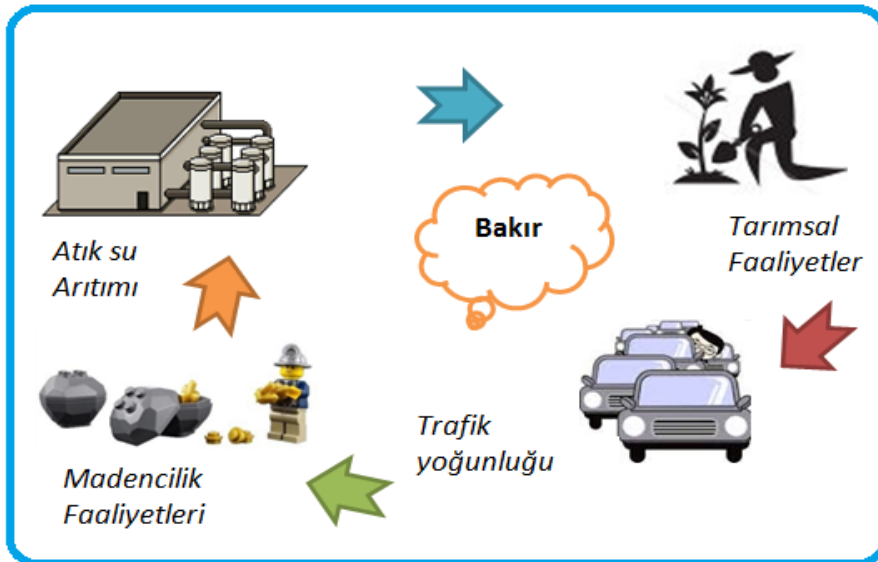 Bakır
Tarımsal
Faaliyetler
Atık su
Arıtımı
Trafik
yoğunluğu
Madencilik
Faaliyetleri